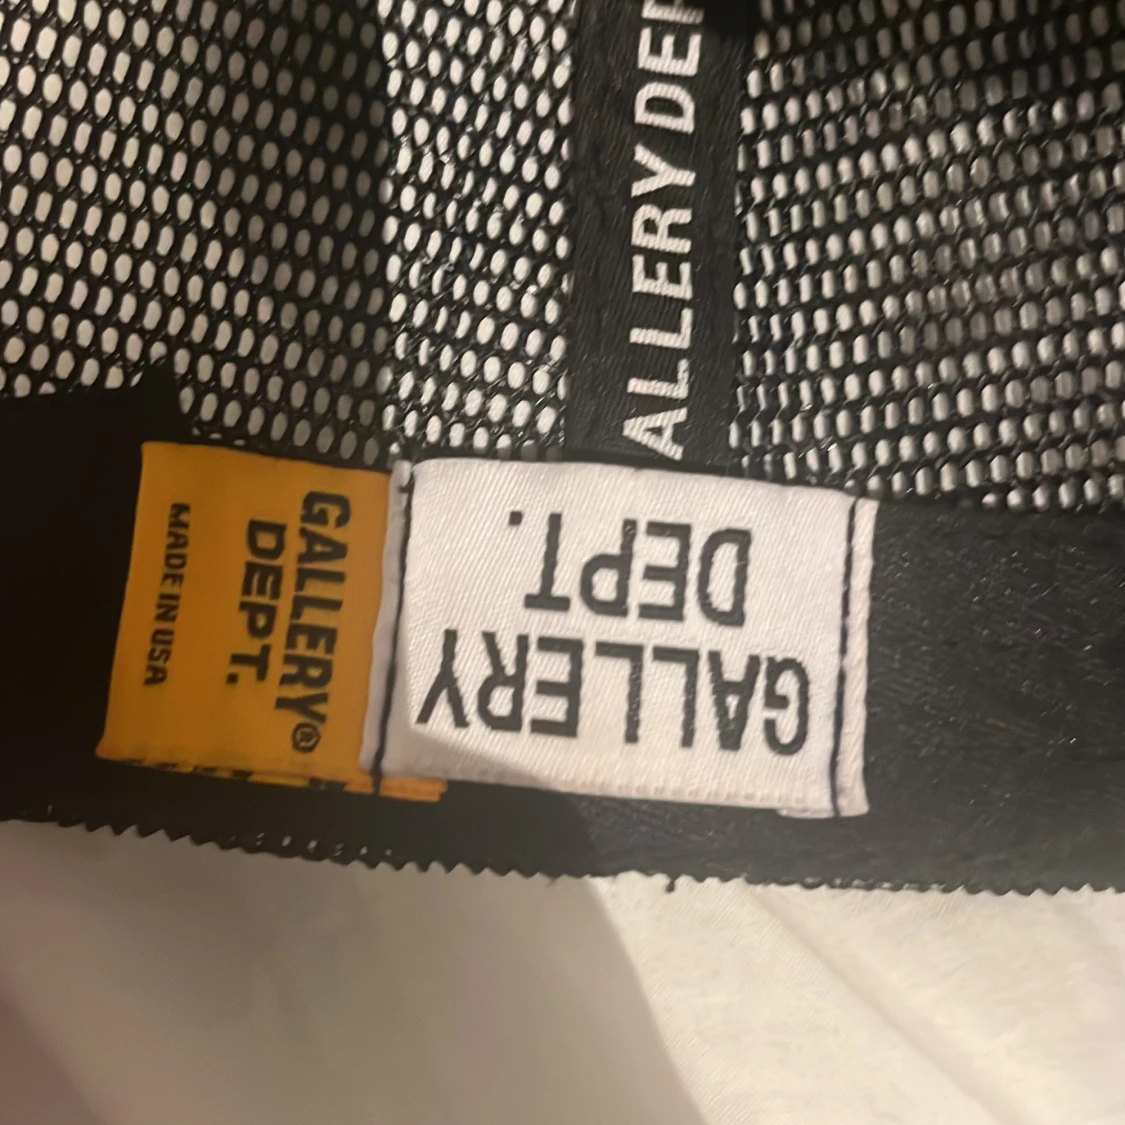 ALLERY DEP
GALLERY®
DEPT.
MADE IN USA
GALLERY
DEPT.